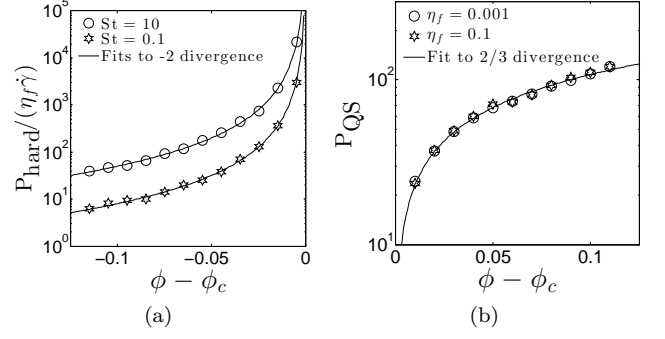 10^5
10^4
10^3
10^2
10^1
10^0
P_hard/(η_f γ̇)
St = 10
St = 0.1
Fits to -2 divergence
−0.1
−0.05
0
ϕ − ϕ_c
(a)
10^2
10^1
P_QS
η_f = 0.001
η_f = 0.1
Fit to 2/3 divergence
0
0.05
0.1
ϕ − ϕ_c
(b)